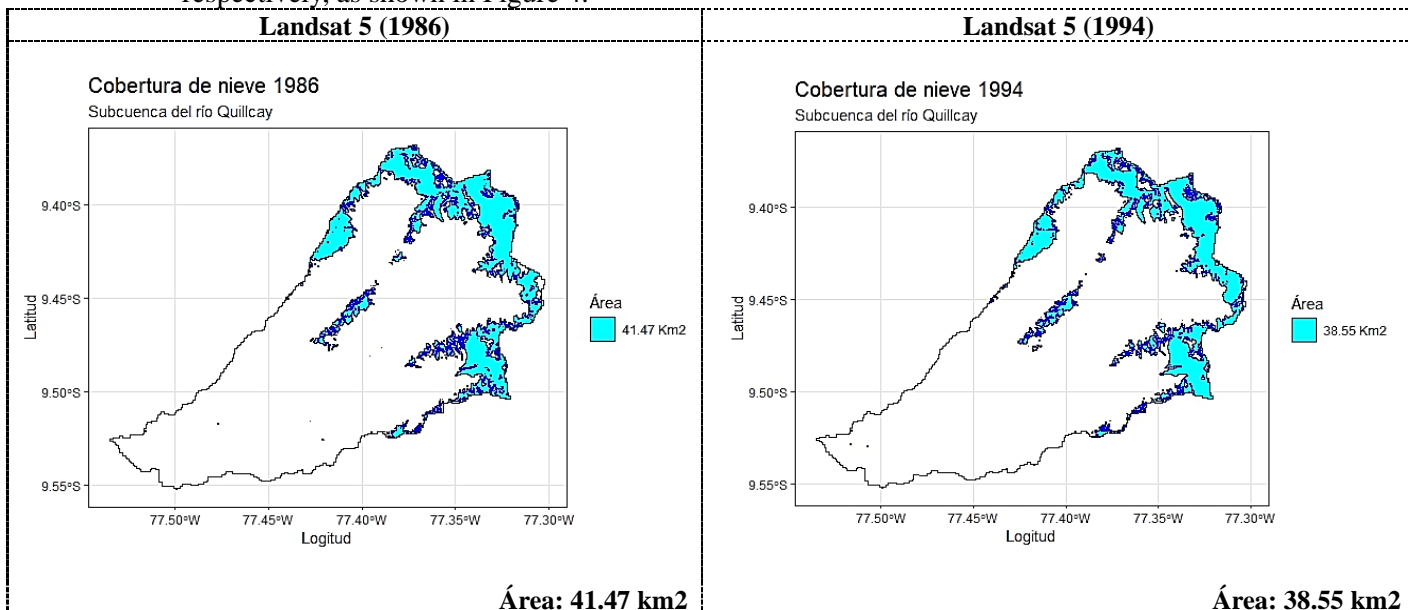 respectively, as shown in Figure 4.
Landsat 5 (1986)
Cobertura de nieve 1986
Subcuenca del río Quillcay
9.40°S
9.45°S
9.50°S
9.55°S
Latitud
77.50°W 77.45°W 77.40°W 77.35°W 77.30°W
Logitud
Área
41.47 Km2
Área: 41.47 km2
Landsat 5 (1994)
Cobertura de nieve 1994
Subcuenca del río Quillcay
9.40°S
9.45°S
9.50°S
9.55°S
Latitud
77.50°W 77.45°W 77.40°W 77.35°W 77.30°W
Logitud
Área
38.55 Km2
Área: 38.55 km2